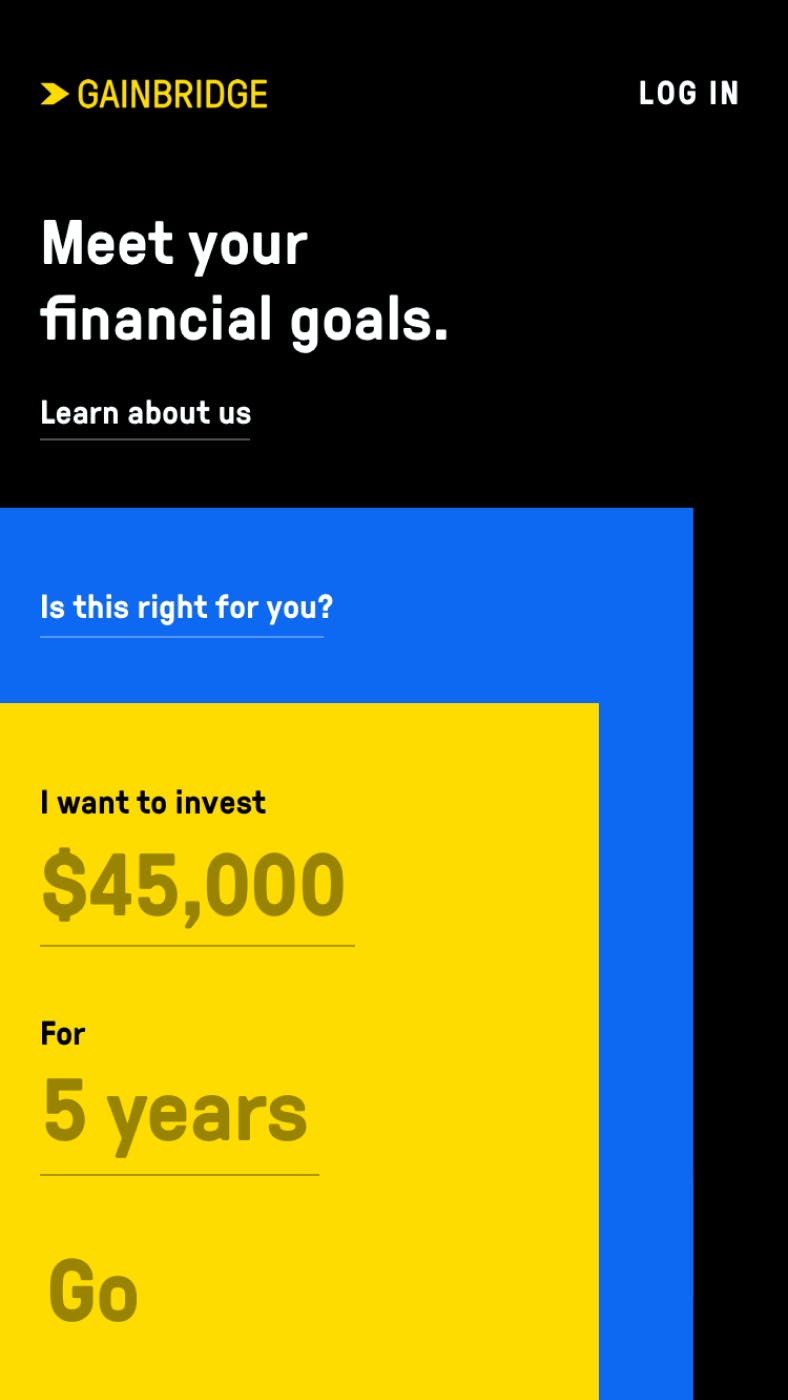 GAINBRIDGE
LOG IN
Meet your
financial goals.
Learn about us
Is this right for you?
I want to invest
$45,000
For
5 years
Go